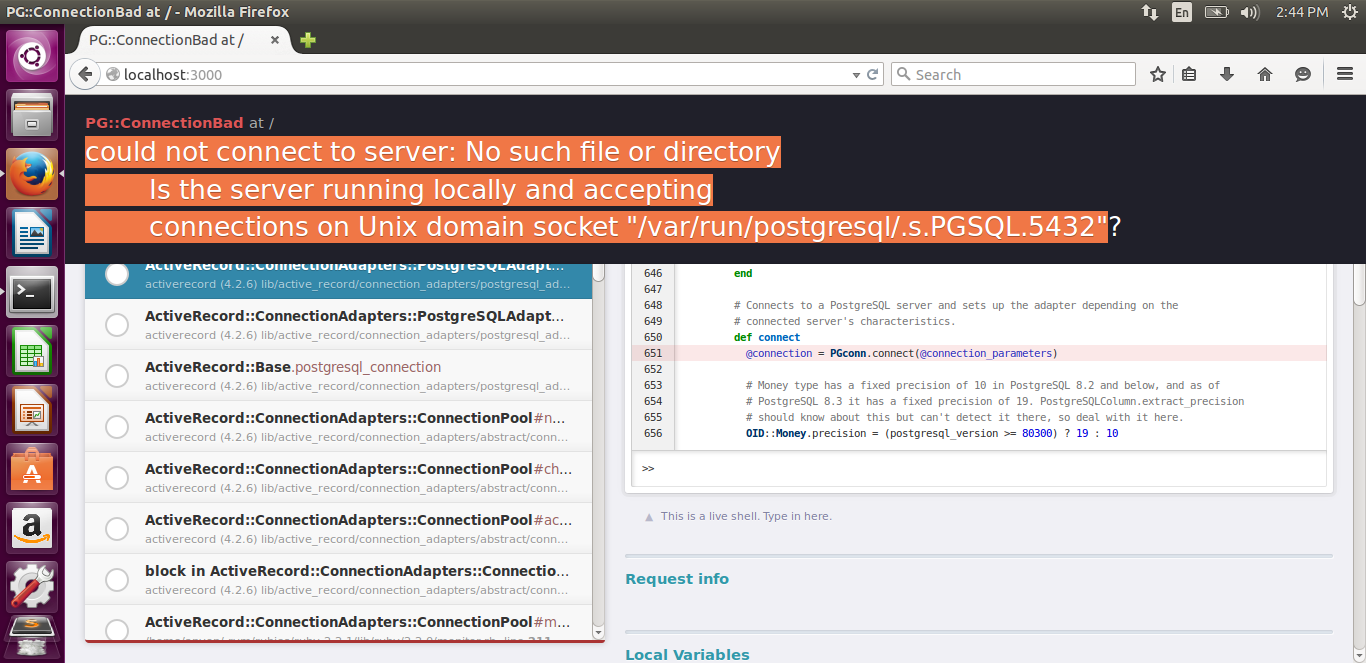 PG::ConnectionBad at / - Mozilla Firefox
En
2:44 PM
PG::ConnectionBad at /
localhost:3000
Search
PG::ConnectionBad at /
could not connect to server: No such file or directory
Is the server running locally and accepting
connections on Unix domain socket "/var/run/postgresql/.s.PGSQL.5432"?
ActiveRecord::ConnectionAdapters::PostgreSQLAdapt...
activerecord (4.2.6) lib/active_record/connection_adapters/postgresql_ad...
ActiveRecord::ConnectionAdapters::PostgreSQLAdapt...
activerecord (4.2.6) lib/active_record/connection_adapters/postgresql_ad...
ActiveRecord::Base.postgresql_connection
activerecord (4.2.6) lib/active_record/connection_adapters/postgresql_ad...
ActiveRecord::ConnectionAdapters::ConnectionPool#n...
activerecord (4.2.6) lib/active_record/connection_adapters/abstract/conn...
ActiveRecord::ConnectionAdapters::ConnectionPool#ch...
activerecord (4.2.6) lib/active_record/connection_adapters/abstract/conn...
ActiveRecord::ConnectionAdapters::ConnectionPool#ac...
activerecord (4.2.6) lib/active_record/connection_adapters/abstract/conn...
block in ActiveRecord::ConnectionAdapters::Connectio...
activerecord (4.2.6) lib/active_record/connection_adapters/abstract/conn...
ActiveRecord::ConnectionAdapters::ConnectionPool#m...
646 end
647
648 # Connects to a PostgreSQL server and sets up the adapter depending on the
649 # connected server's characteristics.
650 def connect
651 @connection = PGconn.connect(@connection_parameters)
652
653 # Money type has a fixed precision of 10 in PostgreSQL 8.2 and below, and as of
654 # PostgreSQL 8.3 it has a fixed precision of 19. PostgreSQLColumn.extract_precision
655 # should know about this but can't detect it there, so deal with it here.
656 OID::Money.precision = (postgresql_version >= 80300) ? 19 : 10
>>
This is a live shell. Type in here.
Request info
Local Variables